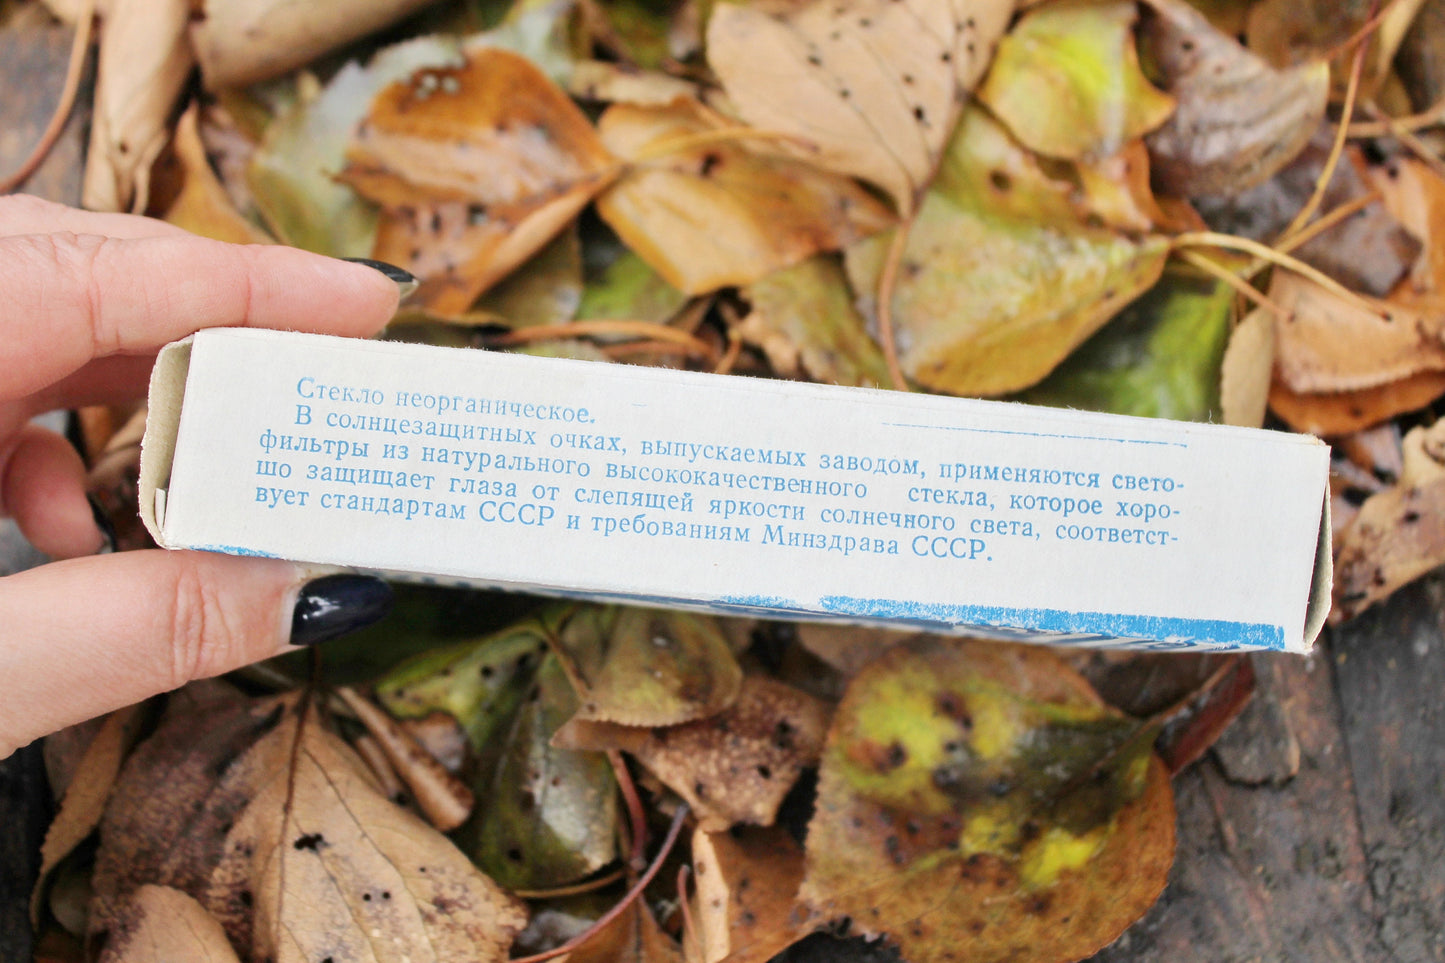 Стекло неорганическое.
В солнцезащитных очках, выпускаемых заводом, применяются свето-
фильтры из натурального высококачественного стекла, которое хоро-
шо защищает глаза от слепящей яркости солнечного света, соответст-
вует стандартам СССР и требованиям Минздрава СССР.